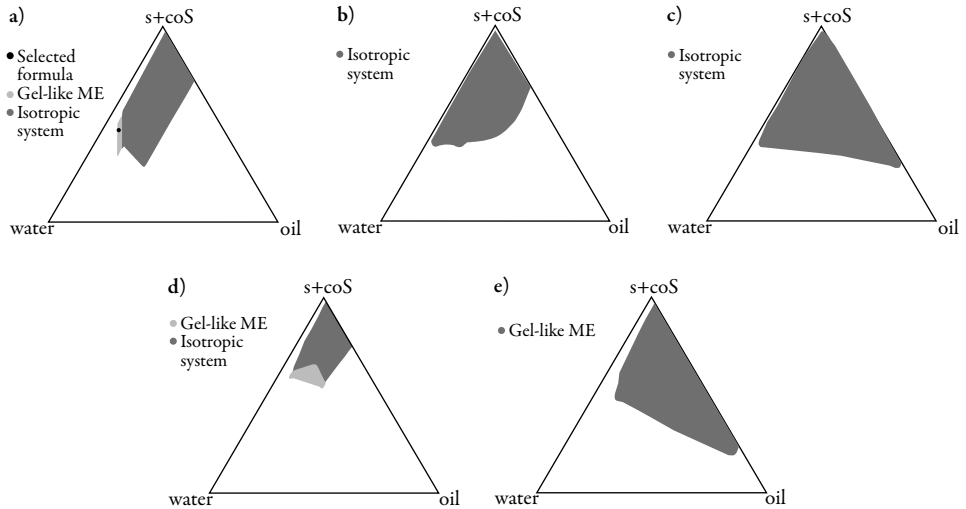 a)
s+coS
Selected
formula
Gel-like ME
Isotropic
system
water
oil
b)
s+coS
Isotropic
system
water
oil
c)
s+coS
Isotropic
system
water
oil
d)
s+coS
Gel-like ME
Isotropic
system
water
oil
e)
s+coS
Gel-like ME
water
oil